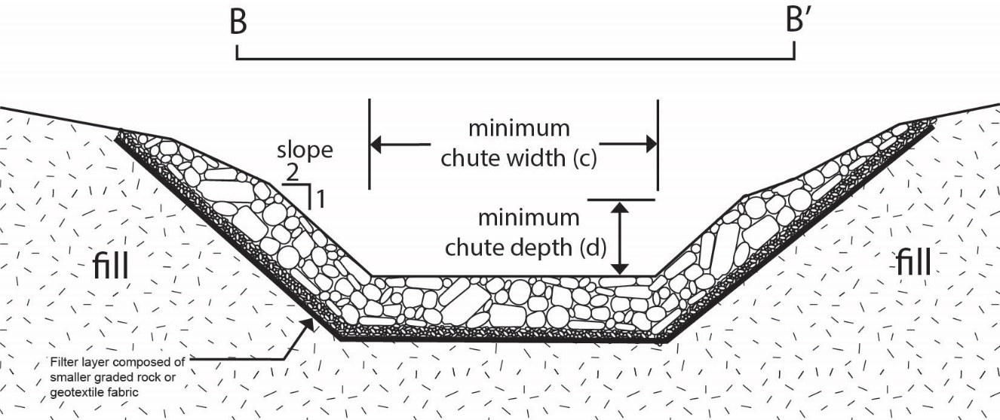 B
B′
minimum
chute width (c)
slope
2
1
minimum
chute depth (d)
fill
fill
Filter layer composed of
smaller graded rock or
geotextile fabric